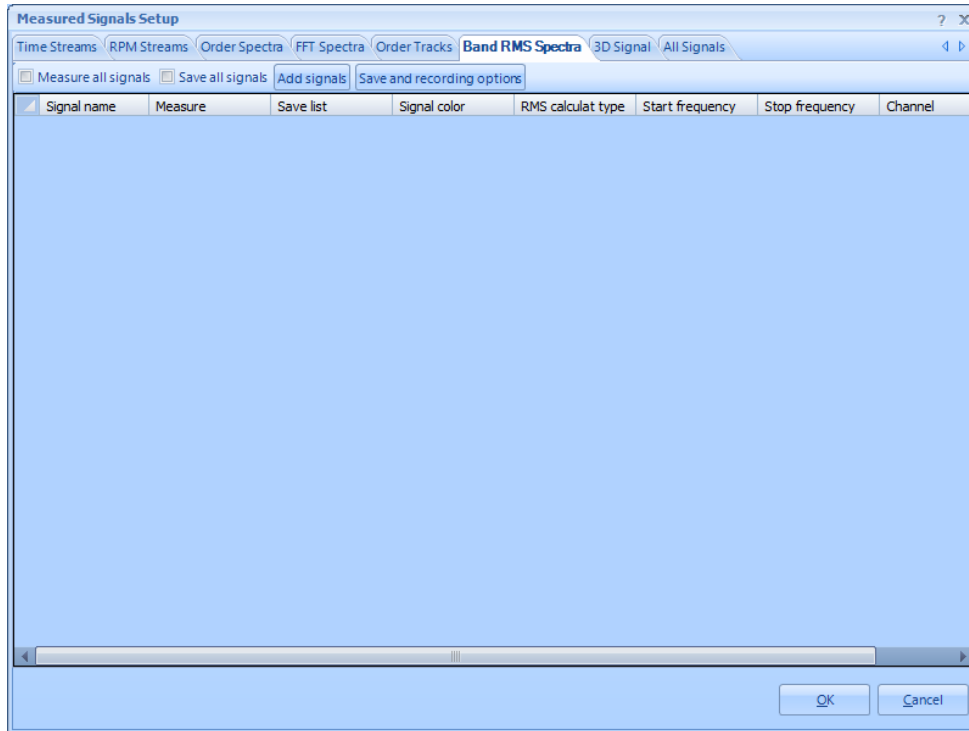 Measured Signals Setup
Time Streams RPM Streams Order Spectra FFT Spectra Order Tracks Band RMS Spectra 3D Signal All Signals
Measure all signals Save all signals Add signals Save and recording options
Signal name Measure Save list Signal color RMS calculat type Start frequency Stop frequency Channel
OK Cancel